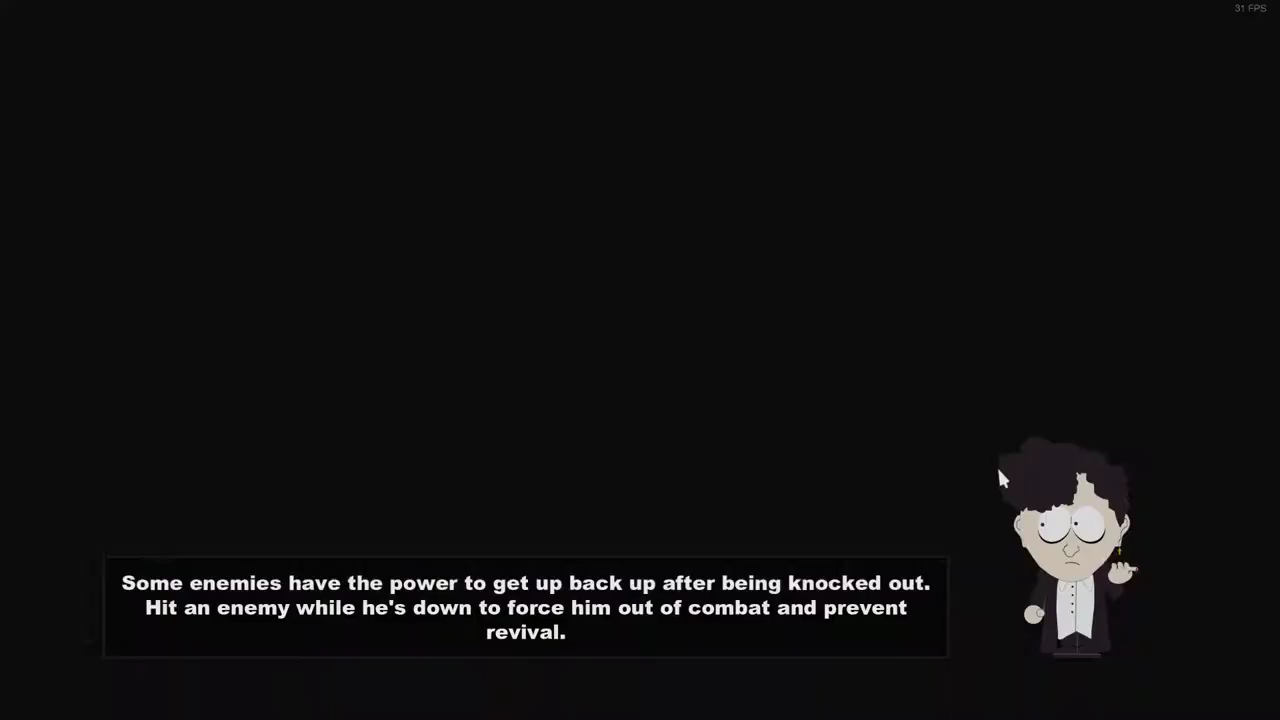 31 FPS
Some enemies have the power to get up back up after being knocked out.
Hit an enemy while he's down to force him out of combat and prevent
revival.